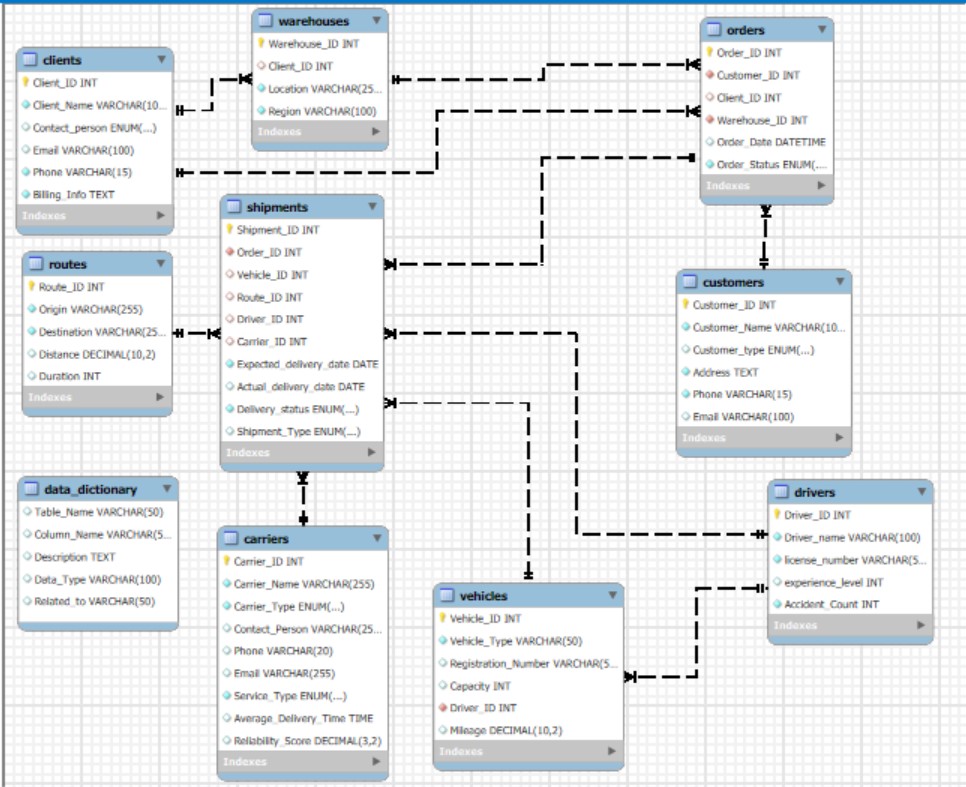 warehouses
Warehouse_ID INT
Client_ID INT
Location VARCHAR(25...
Region VARCHAR(100)
Indexes
orders
Order_ID INT
Customer_ID INT
Client_ID INT
Warehouse_ID INT
Order_Date DATETIME
Order_Status ENUM(....
Indexes
clients
Client_ID INT
Client_Name VARCHAR(10...
Contact_person ENUM(...)
Email VARCHAR(100)
Phone VARCHAR(15)
Billing_Info TEXT
Indexes
shipments
Shipment_ID INT
Order_ID INT
Vehicle_ID INT
Route_ID INT
Driver_ID INT
Carrier_ID INT
Expected_delivery_date DATE
Actual_delivery_date DATE
Delivery_status ENUM(...)
Shipment_Type ENUM(...)
Indexes
routes
Route_ID INT
Origin VARCHAR(255)
Destination VARCHAR(25...
Distance DECIMAL(10,2)
Duration INT
Indexes
customers
Customer_ID INT
Customer_Name VARCHAR(10...
Customer_type ENUM(...)
Address TEXT
Phone VARCHAR(15)
Email VARCHAR(100)
Indexes
data_dictionary
Table_Name VARCHAR(50)
Column_Name VARCHAR(5...
Description TEXT
Data_Type VARCHAR(100)
Related_to VARCHAR(50)
carriers
Carrier_ID INT
Carrier_Name VARCHAR(255)
Carrier_Type ENUM(...)
Contact_Person VARCHAR(25...
Phone VARCHAR(20)
Email VARCHAR(255)
Service_Type ENUM(...)
Average_Delivery_Time TIME
Reliability_Score DECIMAL(3,2)
Indexes
vehicles
Vehicle_ID INT
Vehicle_Type VARCHAR(50)
Registration_Number VARCHAR(5...
Capacity INT
Driver_ID INT
Mileage DECIMAL(10,2)
Indexes
drivers
Driver_ID INT
Driver_name VARCHAR(100)
license_number VARCHAR(5...
experience_level INT
Accident_Count INT
Indexes